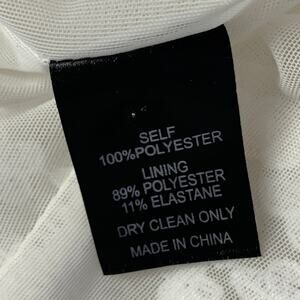 SELF
100%POLYESTER
LINING
89% POLYESTER
11% ELASTANE
DRY CLEAN ONLY
MADE IN CHINA